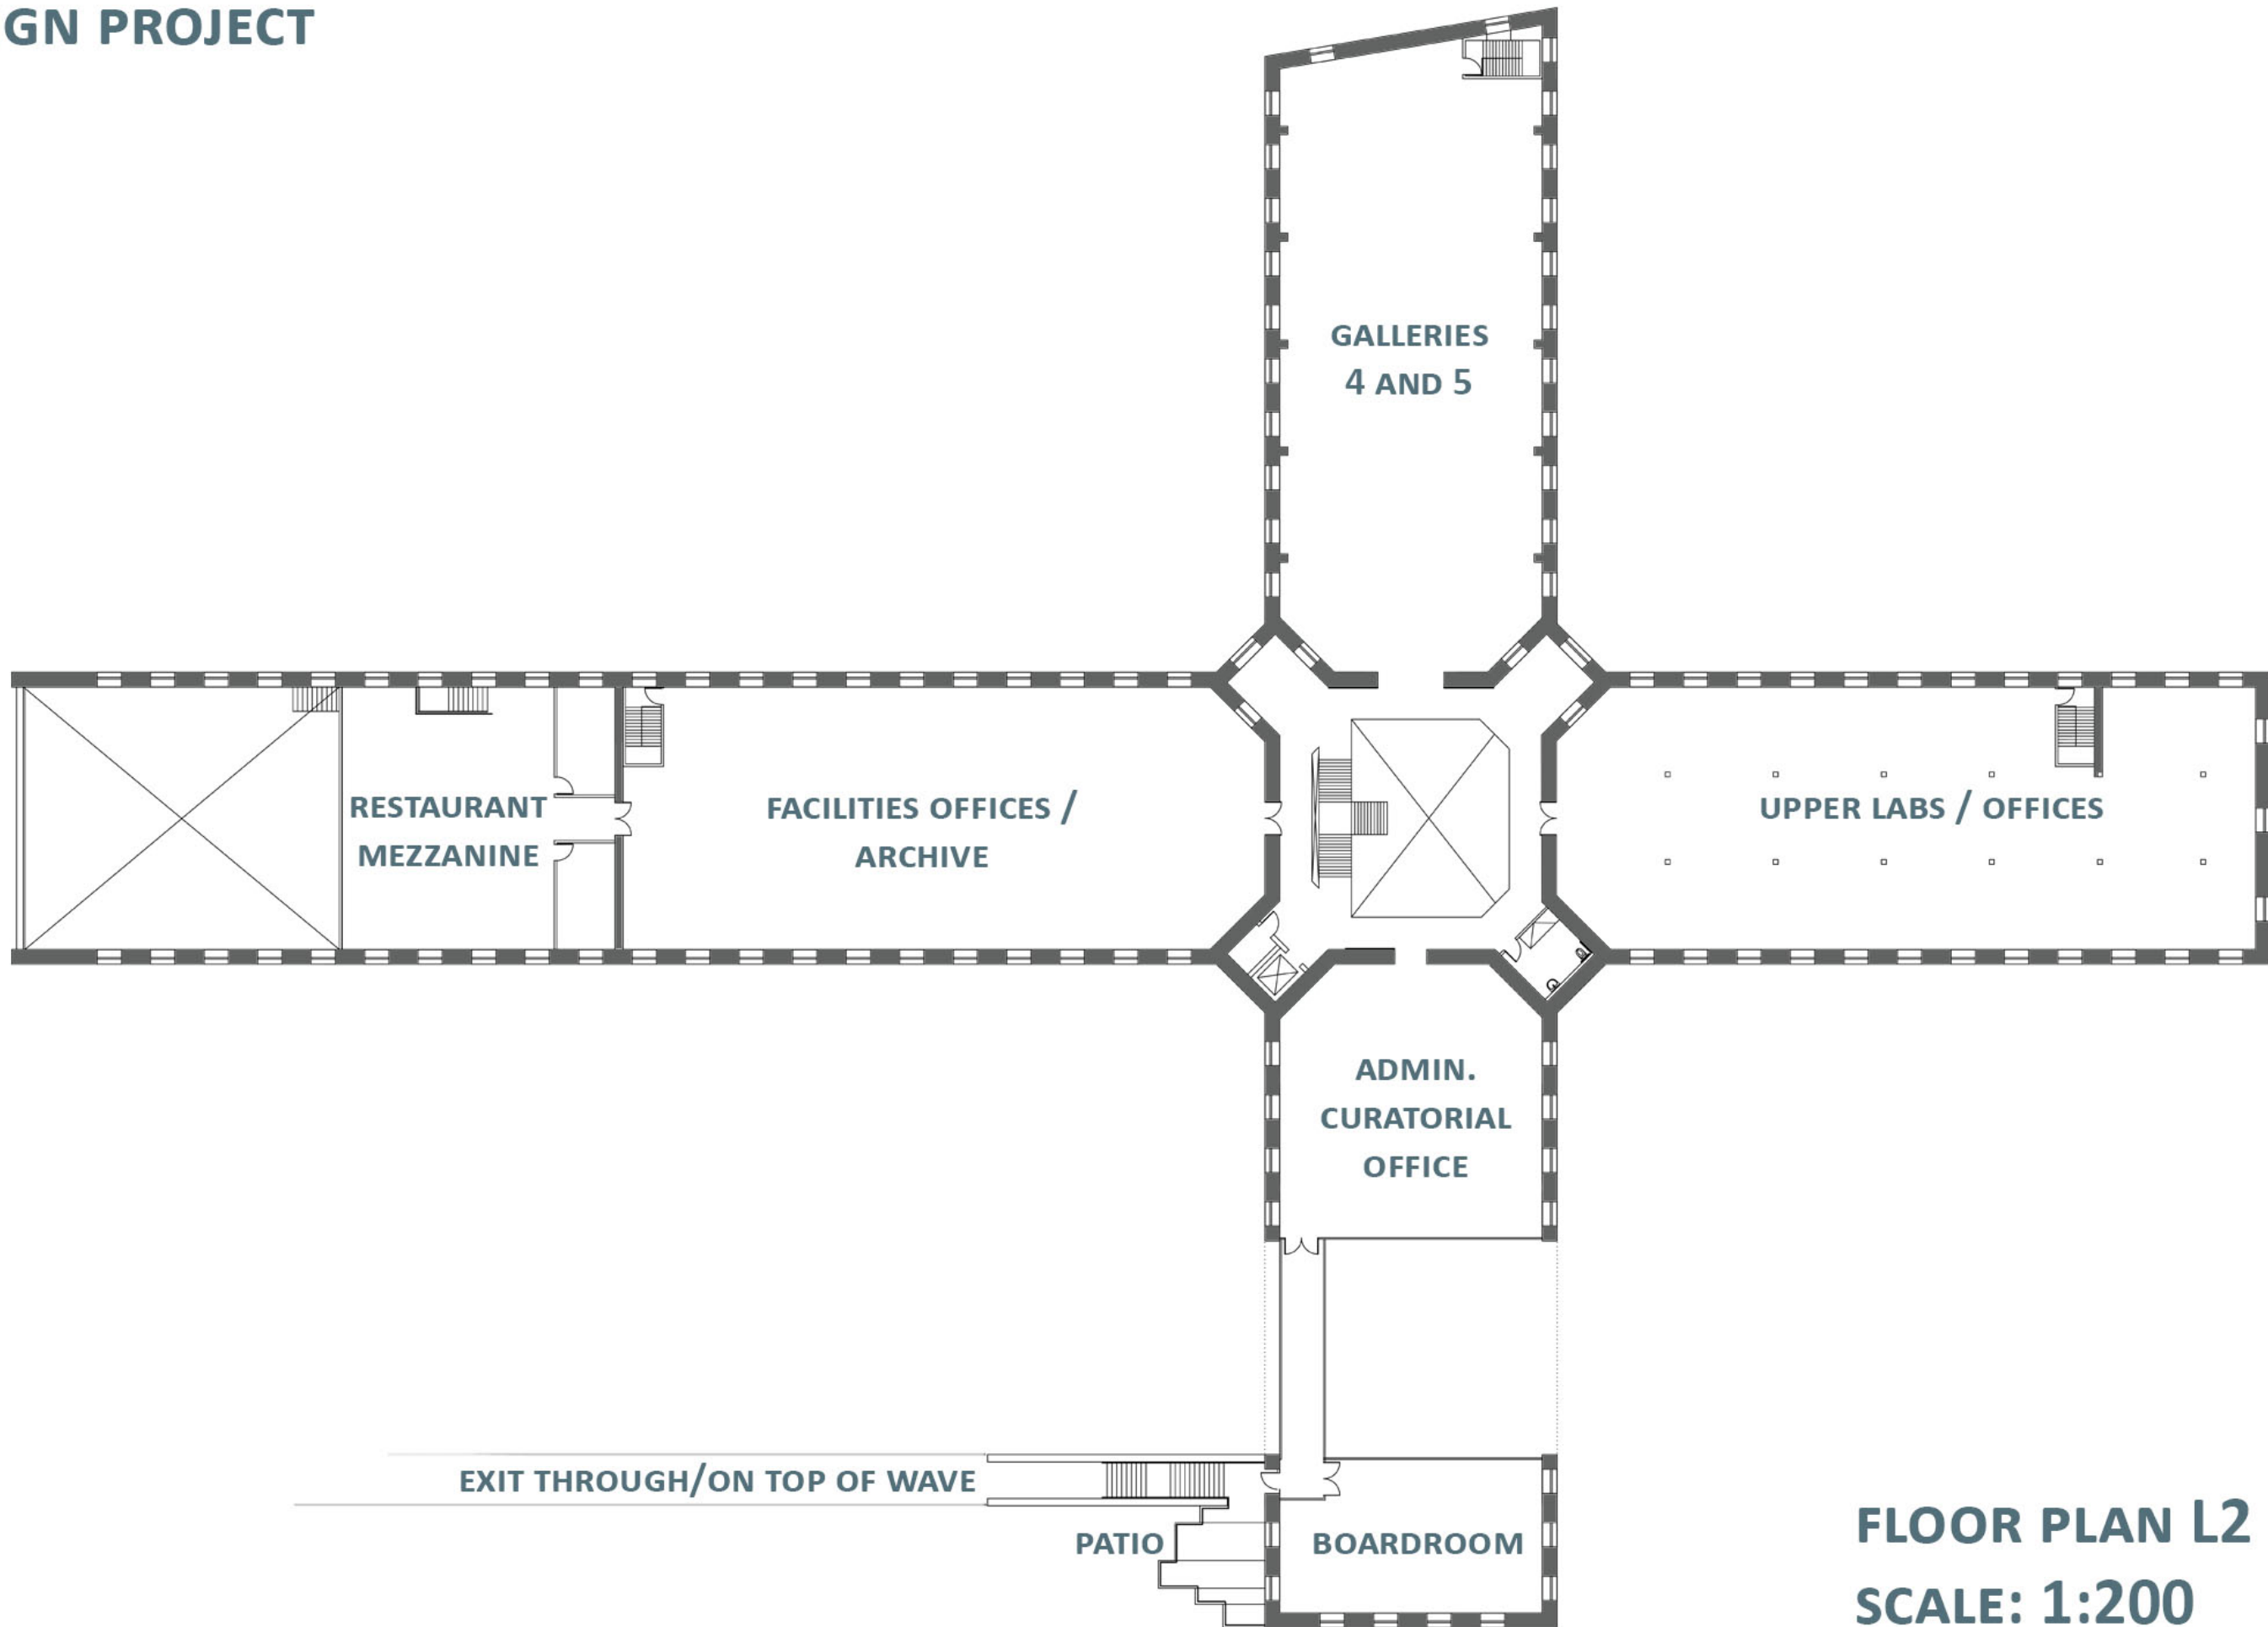 GN PROJECT
GALLERIES
4 AND 5
RESTAURANT
MEZZANINE
FACILITIES OFFICES /
ARCHIVE
UPPER LABS / OFFICES
ADMIN.
CURATORIAL
OFFICE
EXIT THROUGH/ON TOP OF WAVE
PATIO
BOARDROOM
FLOOR PLAN L2
SCALE: 1:200